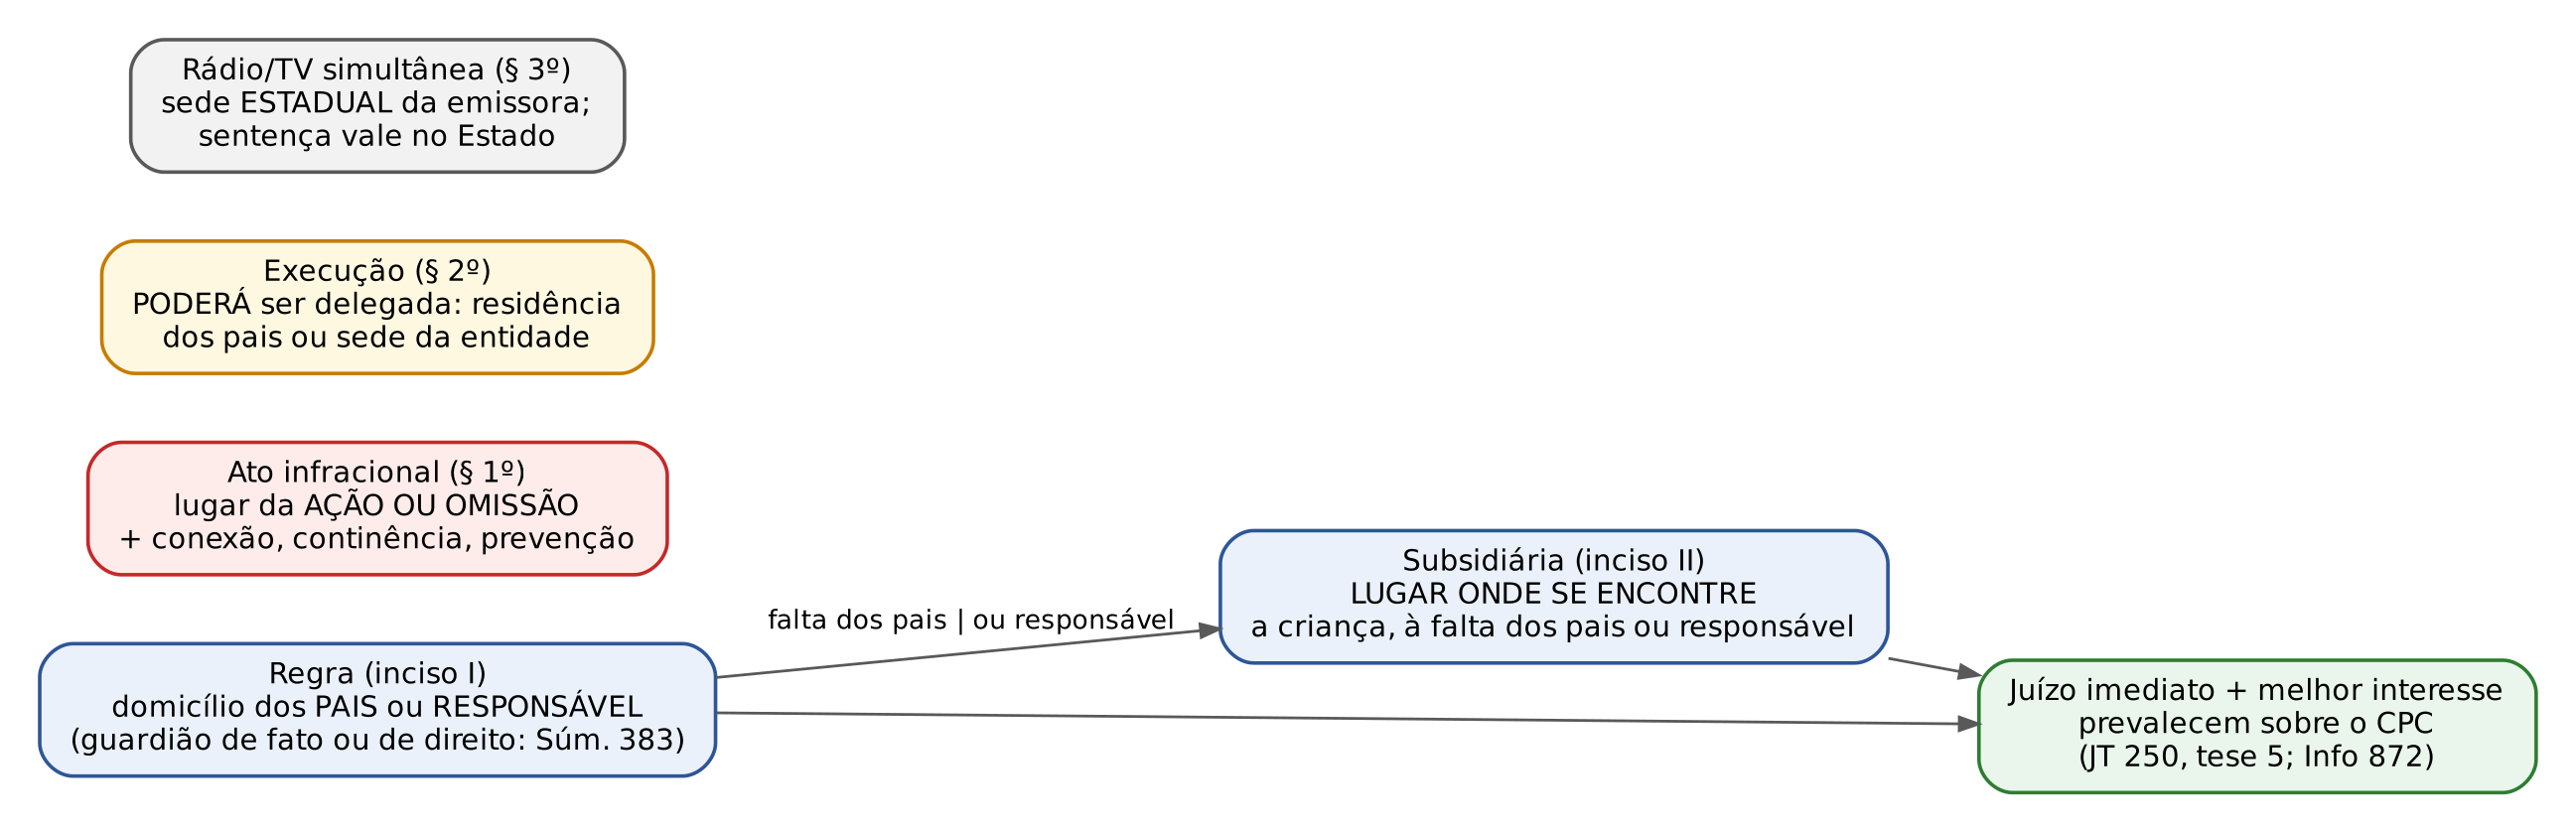 Rádio/TV simultânea (§ 3º)
sede ESTADUAL da emissora;
sentença vale no Estado
Execução (§ 2º)
PODERÁ ser delegada: residência
dos pais ou sede da entidade
Ato infracional (§ 1º)
lugar da AÇÃO OU OMISSÃO
+ conexão, continência, prevenção
Regra (inciso I)
domicílio dos PAIS ou RESPONSÁVEL
(guardião de fato ou de direito: Súm. 383)
falta dos pais | ou responsável
Subsidiária (inciso II)
LUGAR ONDE SE ENCONTRE
a criança, à falta dos pais ou responsável
Juízo imediato + melhor interesse
prevalecem sobre o CPC
(JT 250, tese 5; Info 872)